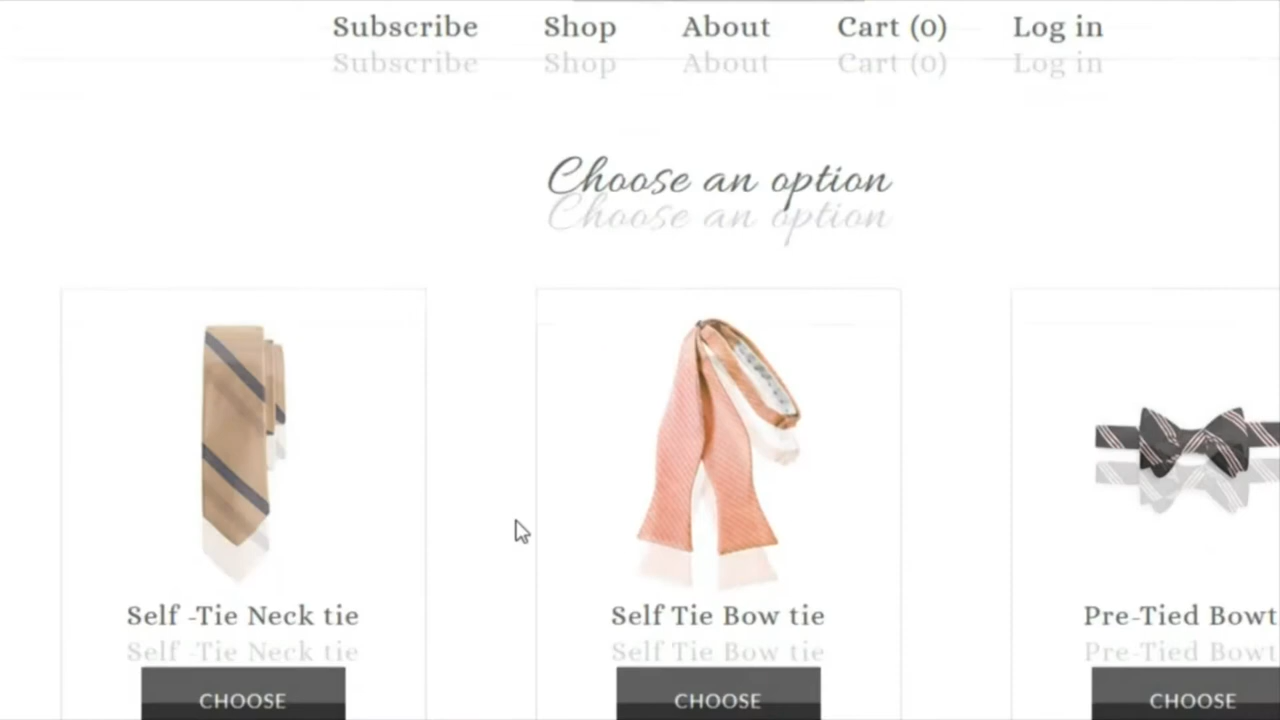 Subscribe Shop About Cart (0) Log in
Choose an option
Self -Tie Neck tie Self Tie Bow tie Pre-Tied Bowt
CHOOSE CHOOSE CHOOSE